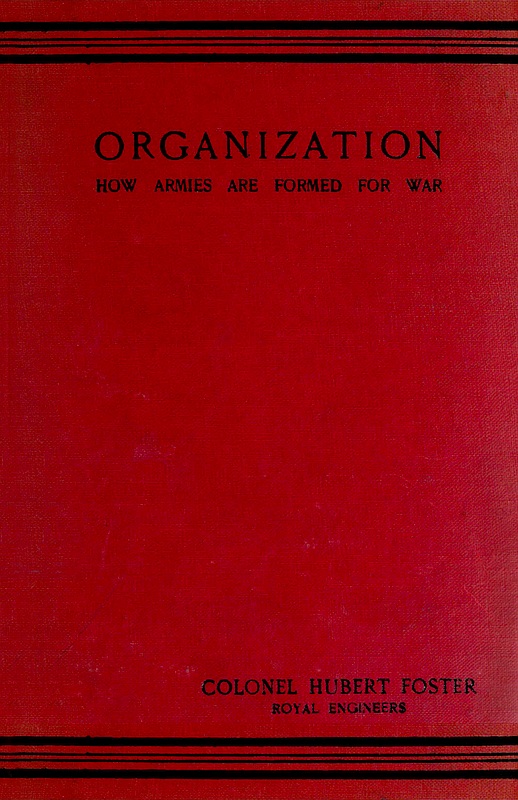 ORGANIZATION
HOW ARMIES ARE FORMED FOR WAR
COLONEL HUBERT FOSTER
ROYAL ENGINEERS